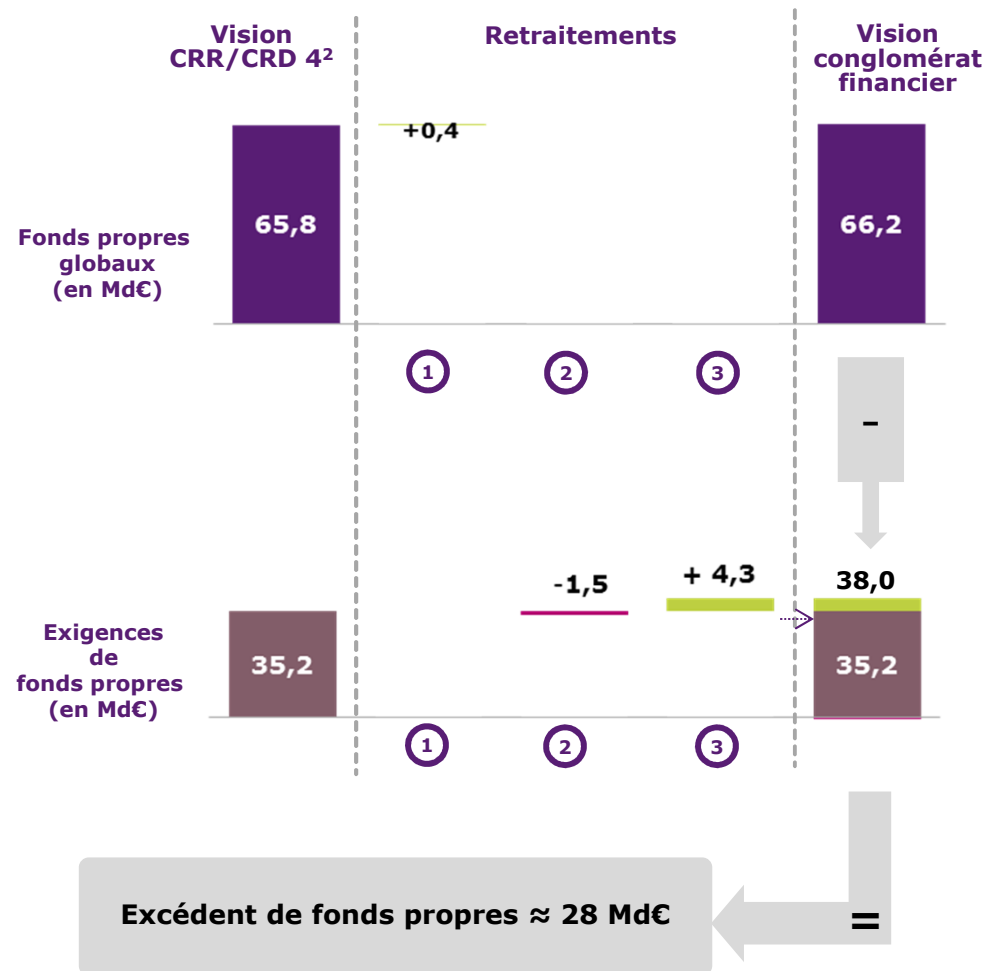 Vision
CRR/CRD 4²
Retraitements
Vision
conglomérat
financier
+0,4
Fonds propres
globaux
(en Md€)
65,8
66,2
1
2
3
-
-1,5
+ 4,3
38,0
Exigences
de
fonds propres
(en Md€)
35,2
35,2
1
2
3
Excédent de fonds propres ≈ 28 Md€
=